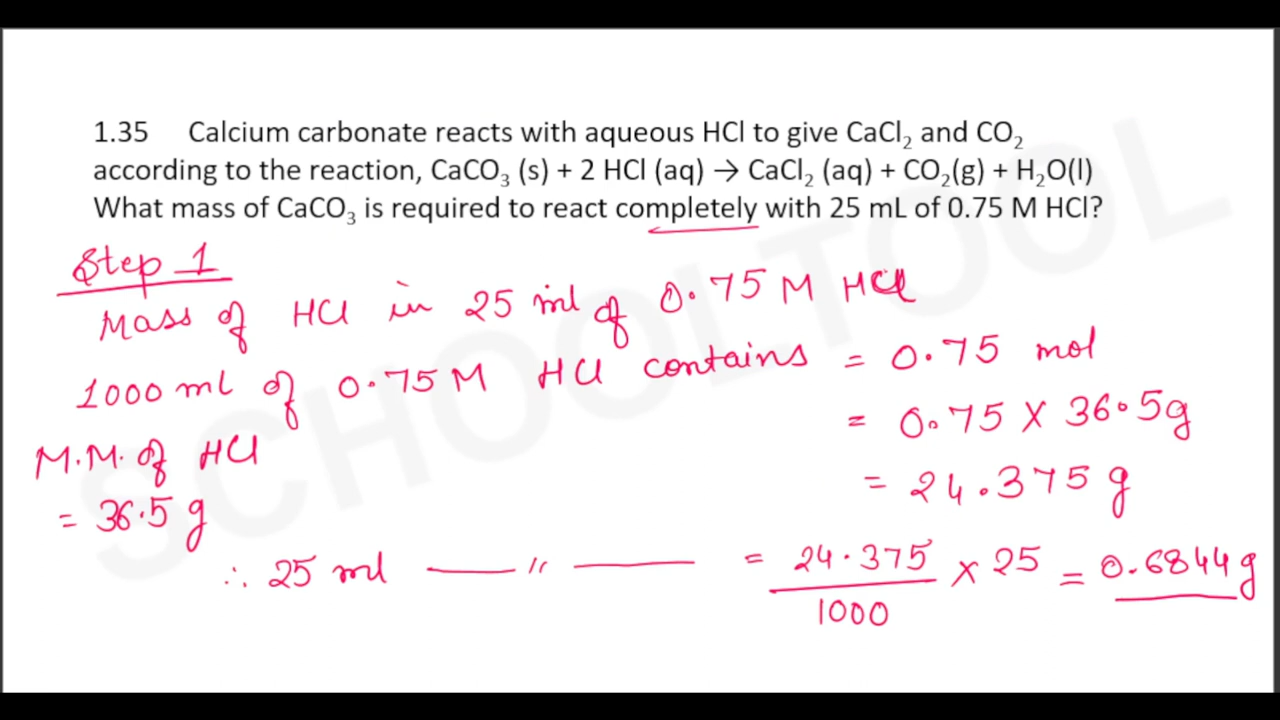 1.35 Calcium carbonate reacts with aqueous HCl to give CaCl₂ and CO₂
according to the reaction, CaCO₃ (s) + 2 HCl (aq) → CaCl₂ (aq) + CO₂(g) + H₂O(l)
What mass of CaCO₃ is required to react completely with 25 mL of 0.75 M HCl?
Step 1
Mass of HCl in 25 ml of 0.75 M HCl
1000 ml of 0.75 M HCl contains = 0.75 mol
= 0.75 X 36.5g
M.M. of HCl
= 36.5 g
= 24.375 g
∴ 25 ml —— 〃 —— = 24.375/1000 X 25 = 0.6844g
SCHOOLTOOL